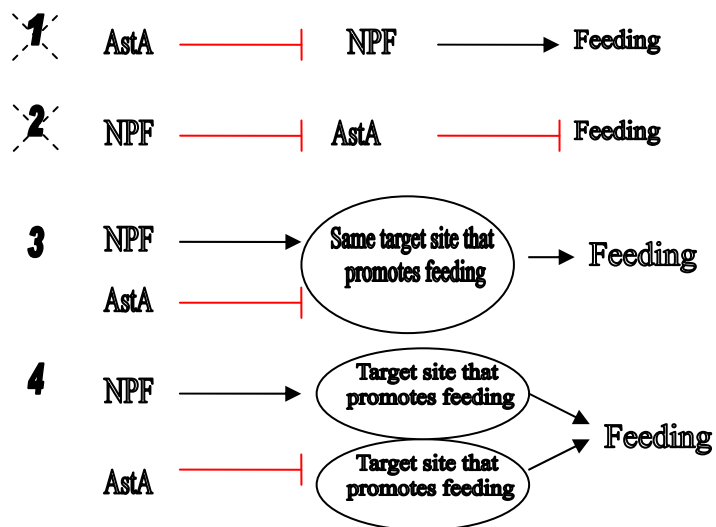 1 AstA NPF Feeding
2 NPF AstA Feeding
3 NPF Same target site that
promotes feeding Feeding
AstA
4 NPF Target site that
promotes feeding
Feeding
AstA Target site that
promotes feeding